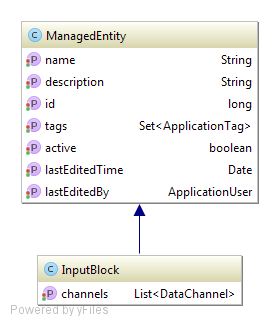 C ManagedEntity
P name String
P description String
P id long
P tags Set<ApplicationTag>
P active boolean
P lastEditedTime Date
P lastEditedBy ApplicationUser
C InputBlock
P channels List<DataChannel>
Powered by yFiles